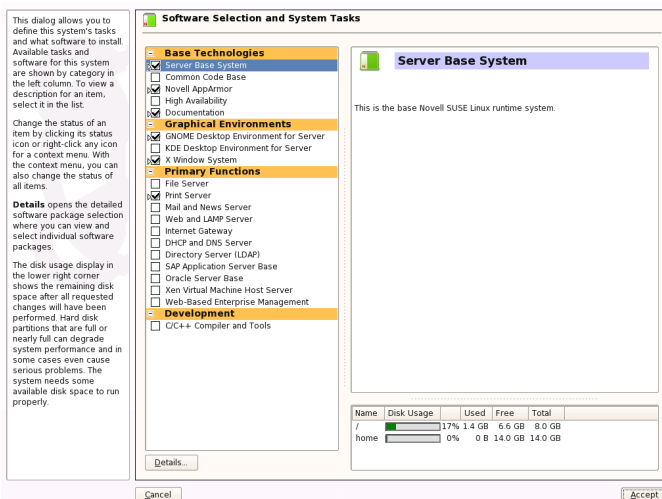 This dialog allows you to
define this system's tasks
and what software to install.
Available tasks and
software for this system
are shown by category in
the left column. To view a
description for an item,
select it in the list.
Change the status of an
item by clicking its status
icon or right-click any icon
for a context menu. With
the context menu, you can
also change the status of
all items.
Details opens the detailed
software package selection
where you can view and
select individual software
packages.
The disk usage display in
the lower right corner
shows the remaining disk
space after all requested
changes will have been
performed. Hard disk
partitions that are full or
nearly full can degrade
system performance and in
some cases even cause
serious problems. The
system needs some
available disk space to run
properly.
Software Selection and System Tasks
Base Technologies
Server Base System
Common Code Base
Novell AppArmor
High Availability
Documentation
Graphical Environments
GNOME Desktop Environment for Server
KDE Desktop Environment for Server
X Window System
Primary Functions
File Server
Print Server
Mail and News Server
Web and LAMP Server
Internet Gateway
DHCP and DNS Server
Directory Server (LDAP)
SAP Application Server Base
Oracle Server Base
Xen Virtual Machine Host Server
Web-Based Enterprise Management
Development
C/C++ Compiler and Tools
Details...
Server Base System
This is the base Novell SUSE Linux runtime system.
Name Disk Usage Used Free Total
/ 17% 1.4 GB 6.6 GB 8.0 GB
home 0% 0 B 14.0 GB 14.0 GB
Cancel
Accept